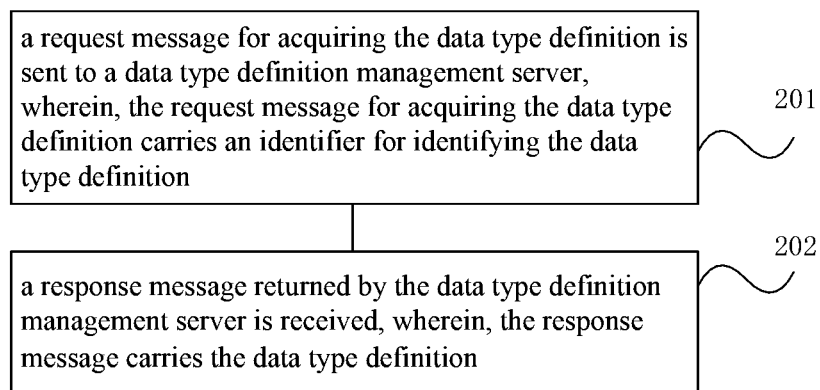 a request message for acquiring the data type definition is
sent to a data type definition management server,
wherein, the request message for acquiring the data type
definition carries an identifier for identifying the data
type definition
201
202
a response message returned by the data type definition
management server is received, wherein, the response
message carries the data type definition